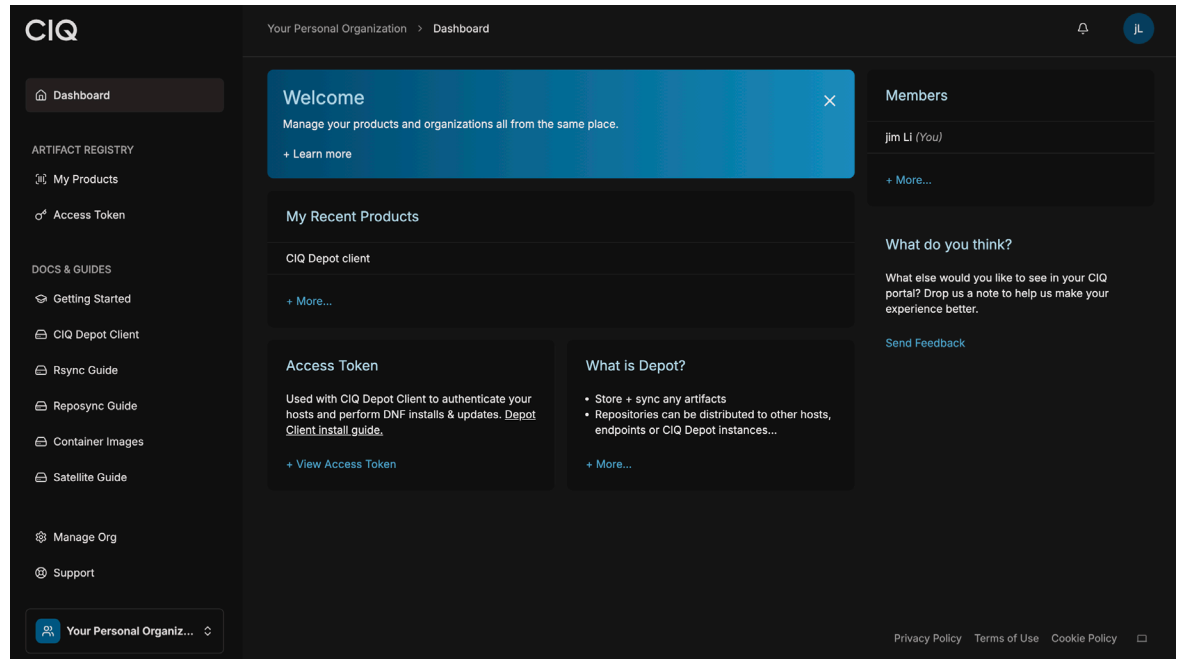 CIQ
Dashboard
ARTIFACT REGISTRY
My Products
Access Token
DOCS & GUIDES
Getting Started
CIQ Depot Client
Rsync Guide
Reposync Guide
Container Images
Satellite Guide
Manage Org
Support
Your Personal Organiz...
Your Personal Organization > Dashboard
jL
Welcome
Manage your products and organizations all from the same place.
+ Learn more
My Recent Products
CIQ Depot client
+ More...
Access Token
Used with CIQ Depot Client to authenticate your
hosts and perform DNF installs & updates. Depot
Client install guide.
+ View Access Token
What is Depot?
• Store + sync any artifacts
• Repositories can be distributed to other hosts,
endpoints or CIQ Depot instances...
+ More...
Members
jim Li (You)
+ More...
What do you think?
What else would you like to see in your CIQ
portal? Drop us a note to help us make your
experience better.
Send Feedback
Privacy Policy Terms of Use Cookie Policy